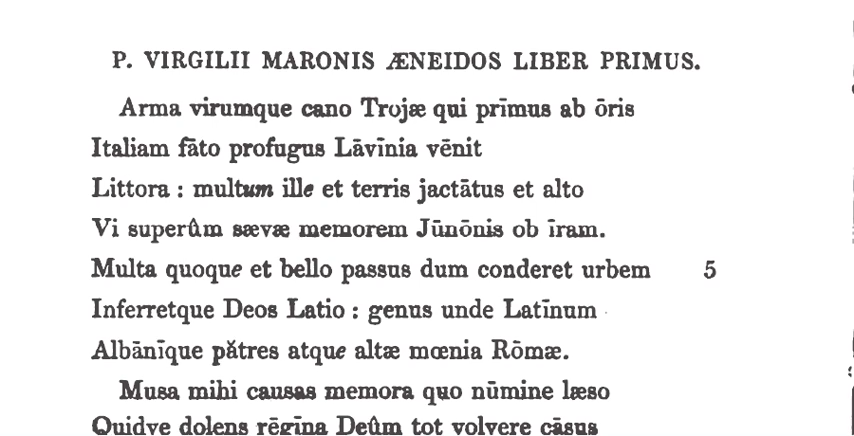 P. VIRGILII MARONIS ÆNEIDOS LIBER PRIMUS.
Arma virumque cano Trojæ qui prīmus ab ōris
Italiam fāto profugus Lāvīnia vēnit
Littora : multum ille et terris jactātus et alto
Vi superûm sævæ memorem Jūnōnis ob īram.
Multa quoque et bello passus dum conderet urbem 5
Inferretque Deos Latio : genus unde Latīnum
Albānīque pătres atque altæ mœnia Rōmæ.
Musa mihi causas memora quo nūmine læso
Quidve dolens rēgīna Deûm tot volvere cāsus